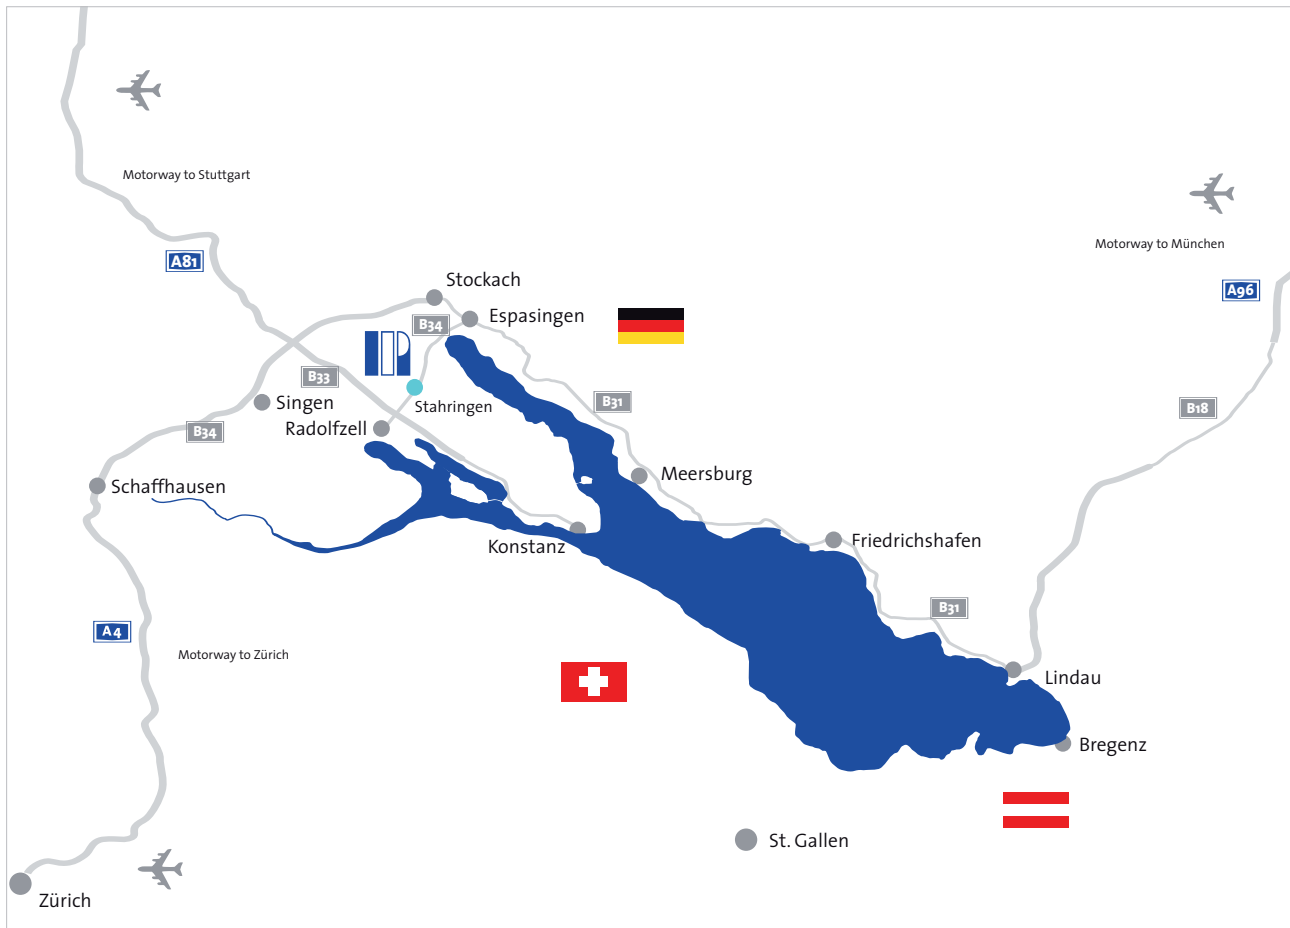 Motorway to Stuttgart
Motorway to München
A81
A96
Stockach
Espasingen
B34
B33
Stahringen
Singen
Radolfzell
B31
B18
B34
Meersburg
Schaffhausen
Konstanz
Friedrichshafen
B31
A4
Motorway to Zürich
Lindau
Bregenz
St. Gallen
Zürich